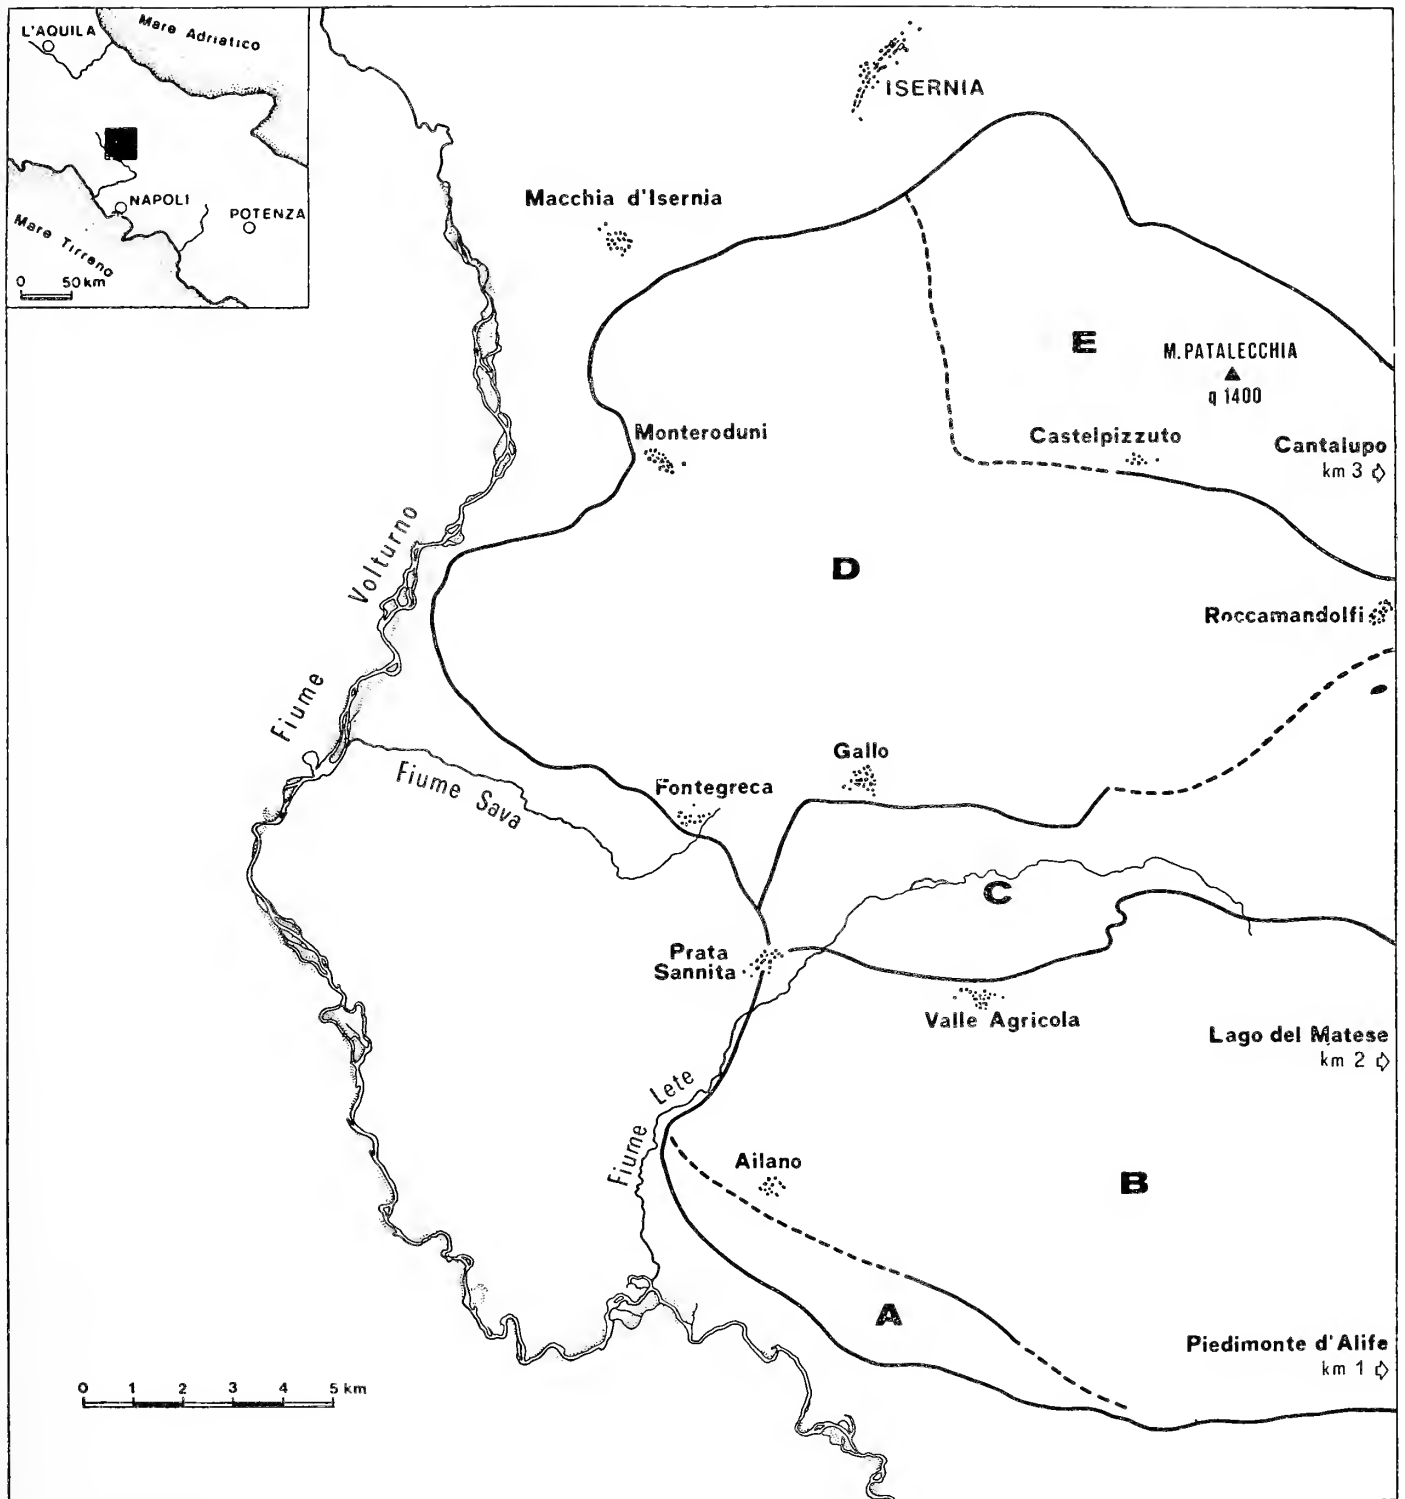 L'AQUILA
Mare Adriatico
NAPOLI
POTENZA
Mare Tirreno
0 50 km
ISERNIA
Macchia d'Isernia
E
M. PATALECCHIA
q 1400
Monteroduni
Castelpizzuto
Cantalupo
km 3
Fiume Volturno
D
Roccamandolfi
Gallo
Fiume Sava
Fontegreca
C
Prata
Sannita
Valle Agricola
Lago del Matese
km 2
Fiume Lete
Ailano
B
A
Piedimonte d'Alife
km 1
0 1 2 3 4 5 km